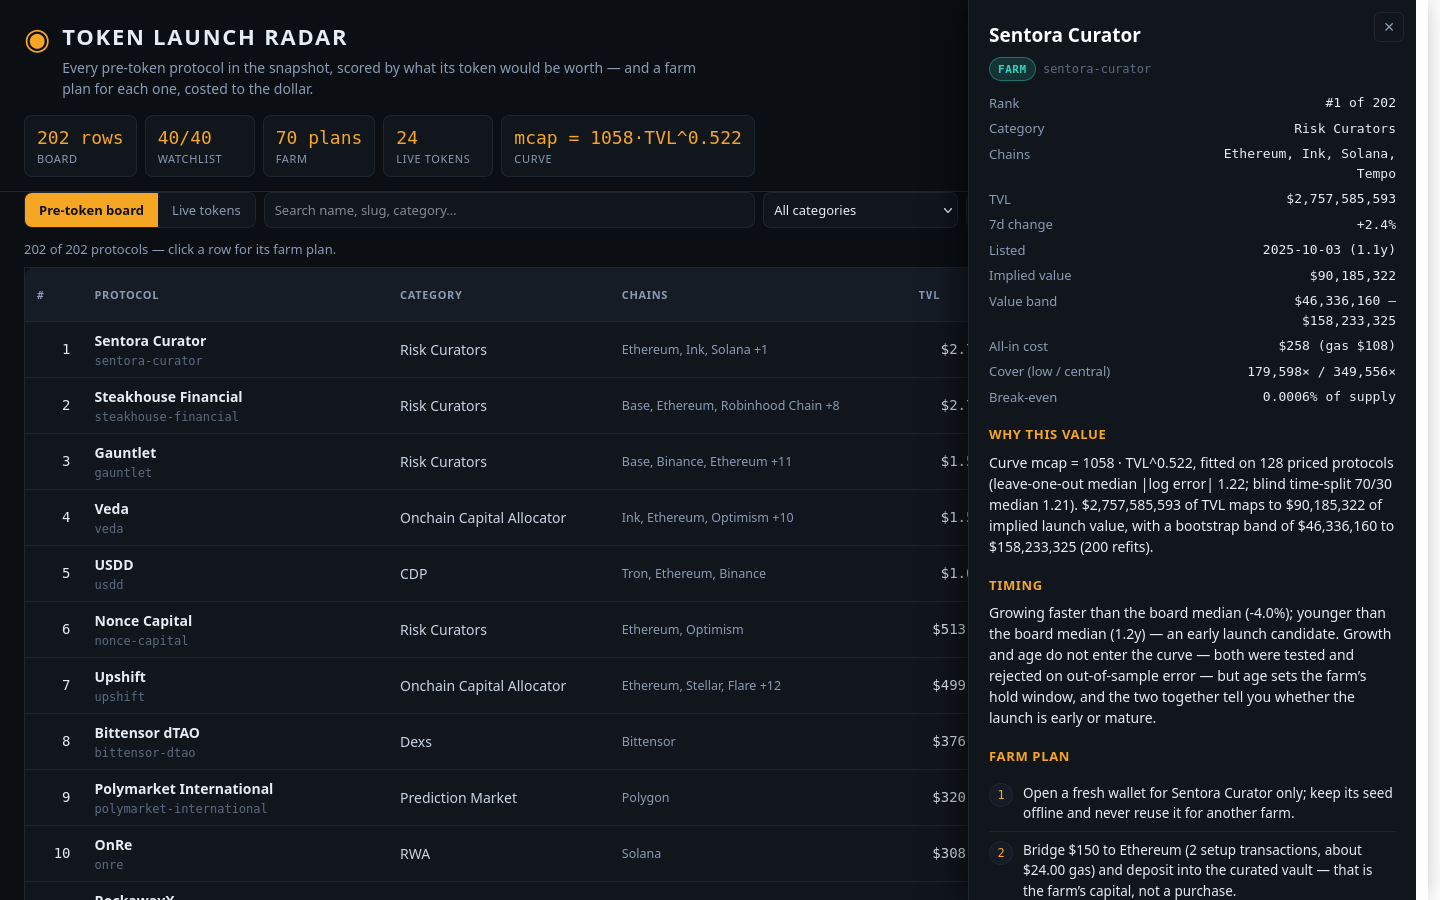 TOKEN LAUNCH RADAR
Every pre-token protocol in the snapshot, scored by what its token would be worth — and a farm
plan for each one, costed to the dollar.
202 rows
BOARD
40/40
WATCHLIST
70 plans
FARM
24
LIVE TOKENS
mcap = 1058·TVL^0.522
CURVE
Pre-token board
Live tokens
Search name, slug, category...
All categories
202 of 202 protocols — click a row for its farm plan.
# PROTOCOL CATEGORY CHAINS TVL
1 Sentora Curator Risk Curators Ethereum, Ink, Solana +1 $2.
sentora-curator
2 Steakhouse Financial Risk Curators Base, Ethereum, Robinhood Chain +8 $2.
steakhouse-financial
3 Gauntlet Risk Curators Base, Binance, Ethereum +11 $1.
gauntlet
4 Veda Onchain Capital Allocator Ink, Ethereum, Optimism +10 $1.
veda
5 USDD CDP Tron, Ethereum, Binance $1.
usdd
6 Nonce Capital Risk Curators Ethereum, Optimism $513
nonce-capital
7 Upshift Onchain Capital Allocator Ethereum, Stellar, Flare +12 $499
upshift
8 Bittensor dTAO Dexs Bittensor $376
bittensor-dtao
9 Polymarket International Prediction Market Polygon $320
polymarket-international
10 OnRe RWA Solana $308
onre
Sentora Curator
×
FARM sentora-curator
Rank #1 of 202
Category Risk Curators
Chains Ethereum, Ink, Solana,
Tempo
TVL $2,757,585,593
7d change +2.4%
Listed 2025-10-03 (1.1y)
Implied value $90,185,322
Value band $46,336,160 –
$158,233,325
All-in cost $258 (gas $108)
Cover (low / central) 179,598× / 349,556×
Break-even 0.0006% of supply
WHY THIS VALUE
Curve mcap = 1058 · TVL^0.522, fitted on 128 priced protocols
(leave-one-out median |log error| 1.22; blind time-split 70/30
median 1.21). $2,757,585,593 of TVL maps to $90,185,322 of
implied launch value, with a bootstrap band of $46,336,160 to
$158,233,325 (200 refits).
TIMING
Growing faster than the board median (-4.0%); younger than
the board median (1.2y) — an early launch candidate. Growth
and age do not enter the curve — both were tested and
rejected on out-of-sample error — but age sets the farm's
hold window, and the two together tell you whether the
launch is early or mature.
FARM PLAN
1 Open a fresh wallet for Sentora Curator only; keep its seed
offline and never reuse it for another farm.
2 Bridge $150 to Ethereum (2 setup transactions, about
$24.00 gas) and deposit into the curated vault — that is
the farm's capital, not a purchase.